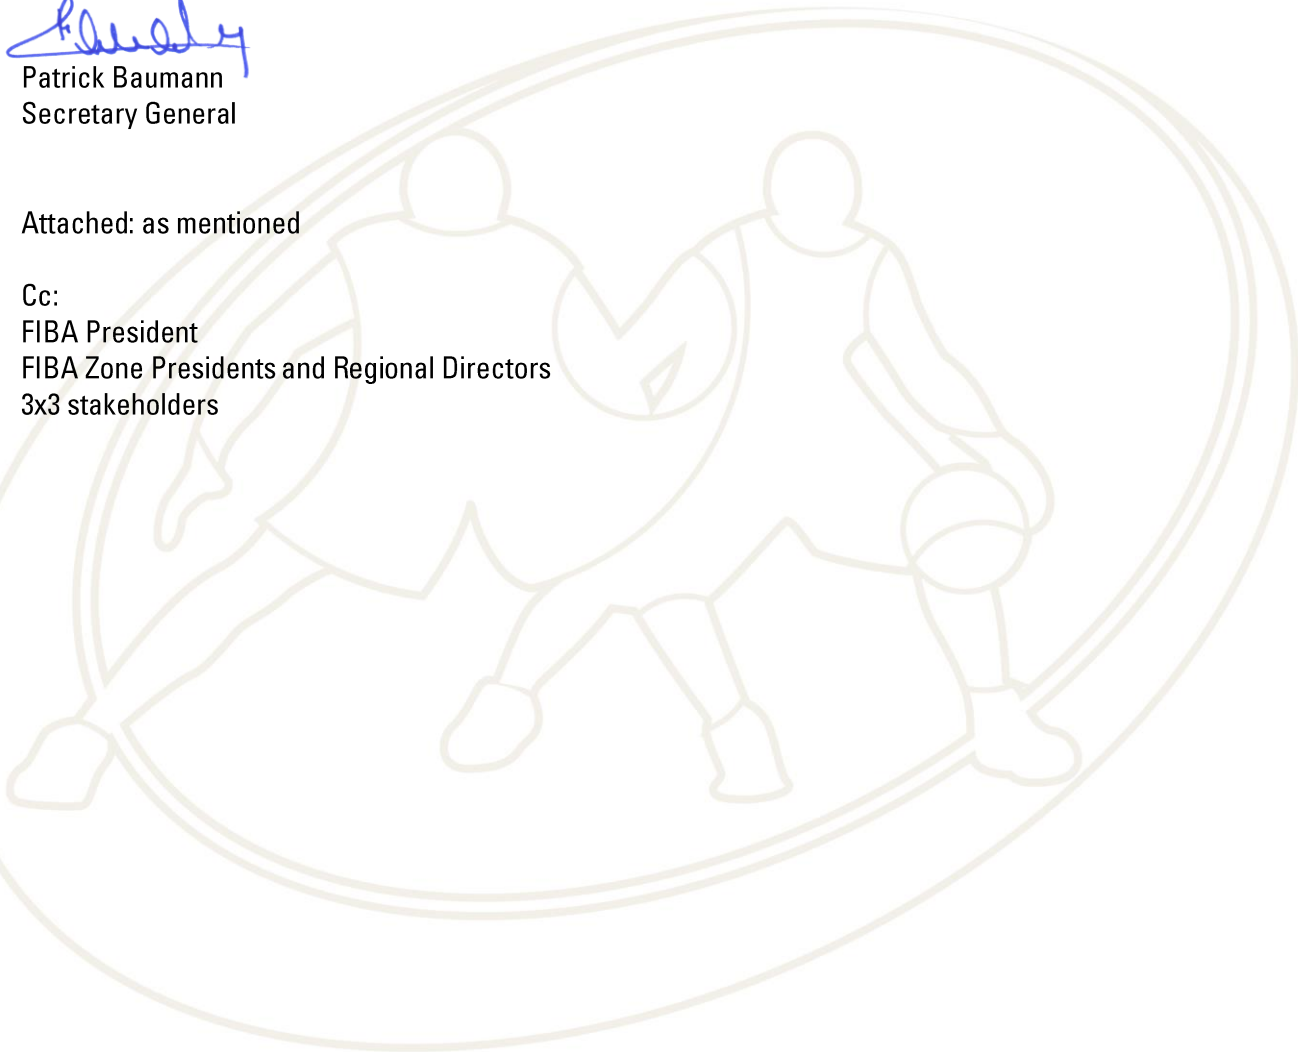 Patrick Baumann
Secretary General
Attached: as mentioned
Cc:
FIBA President
FIBA Zone Presidents and Regional Directors
3x3 stakeholders